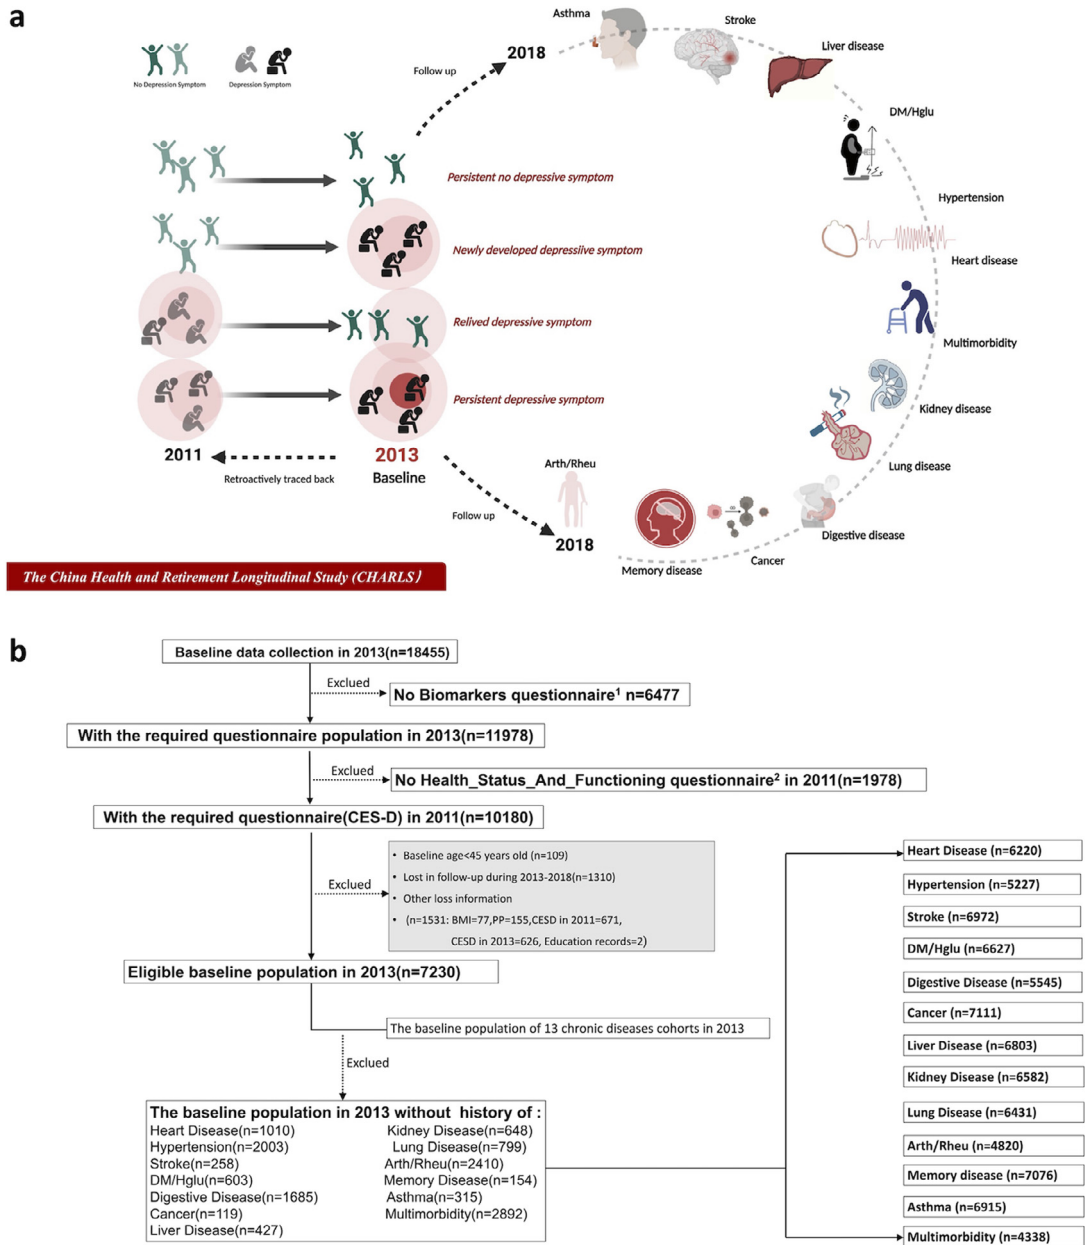 a
No Depression Symptom
Depression Symptom
Follow up
2018
Asthma
Stroke
Liver disease
DM/Hglu
Hypertension
Heart disease
Multimorbidity
Kidney disease
Lung disease
Digestive disease
Cancer
Memory disease
Arth/Rheu
2018
Persistent no depressive symptom
Newly developed depressiive symptom
Relived depressive symptom
Persistent depressive symptom
2011
2013
Baseline
Retroactively traced back
Follow up
The China Health and Retirement Longitudinal Study (CHARLS)
b
Baseline data collection in 2013(n=18455)
Exclued
No Biomarkers questionnaire1 n=6477
With the required questionnaire population in 2013(n=11978)
Exclued
No Health_Status_And_Functioning questionnaire2 in 2011(n=1978)
With the required questionnaire(CES-D) in 2011(n=10180)
Exclued
• Baseline age<45 years old (n=109)
• Lost in follow-up during 2013-2018(n=1310)
• Other loss information
• (n=1531: BMI=77,PP=155,CESD in 2011=671,
CESD in 2013=626, Education records=2)
Eligible baseline population in 2013(n=7230)
The baseline population of 13 chronic diseases cohorts in 2013
Exclued
The baseline population in 2013 without history of :
Heart Disease(n=1010)
Hypertension(n=2003)
Stroke(n=258)
DM/Hglu(n=603)
Digestive Disease(n=1685)
Cancer(n=119)
Liver Disease(n=427)
Kidney Disease(n=648)
Lung Disease(n=799)
Arth/Rheu(n=2410)
Memory Disease(n=154)
Asthma(n=315)
Multimorbidity(n=2892)
Heart Disease (n=6220)
Hypertension (n=5227)
Stroke (n=6972)
DM/Hglu (n=6627)
Digestive Disease (n=5545)
Cancer (n=7111)
Liver Disease (n=6803)
Kidney Disease (n=6582)
Lung Disease (n=6431)
Arth/Rheu (n=4820)
Memory disease (n=7076)
Asthma (n=6915)
Multimorbidity (n=4338)